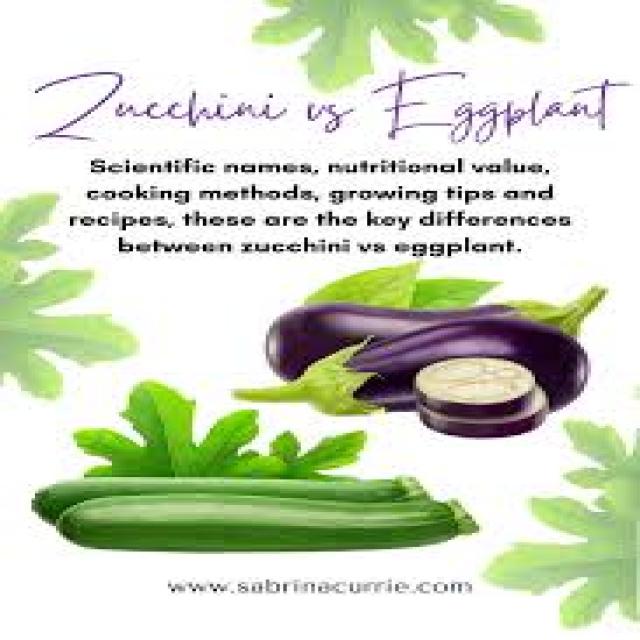 Zucchini vs Eggplant
Scientific names, nutritional value,
cooking methods, growing tips and
recipes, these are the key differences
between zucchini vs eggplant.
www.sabrinacurrie.com